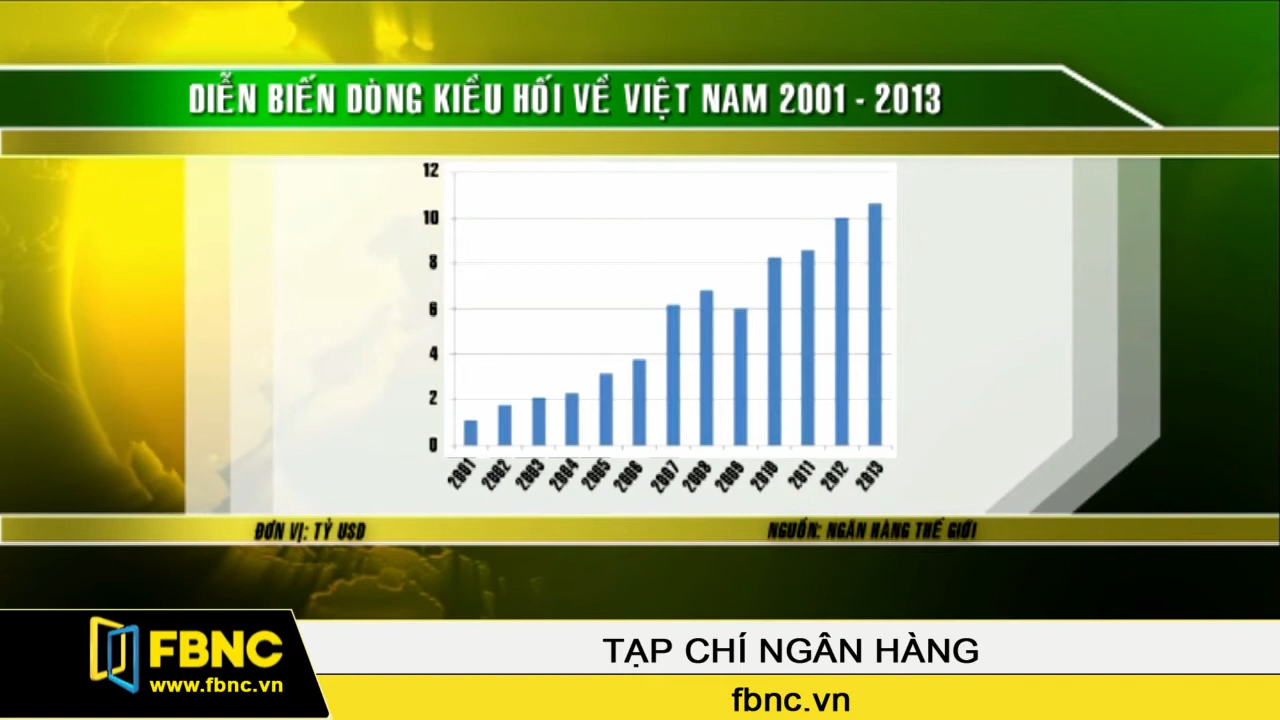 DIỄN BIẾN DÒNG KIỀU HỐI VỀ VIỆT NAM 2001 - 2013
12
10
8
6
4
2
0
2001 2002 2003 2004 2005 2006 2007 2008 2009 2010 2011 2012 2013
ĐƠN VỊ: TỶ USD
NGUỒN: NGÂN HÀNG THẾ GIỚI
FBNC
www.fbnc.vn
TẠP CHÍ NGÂN HÀNG
fbnc.vn